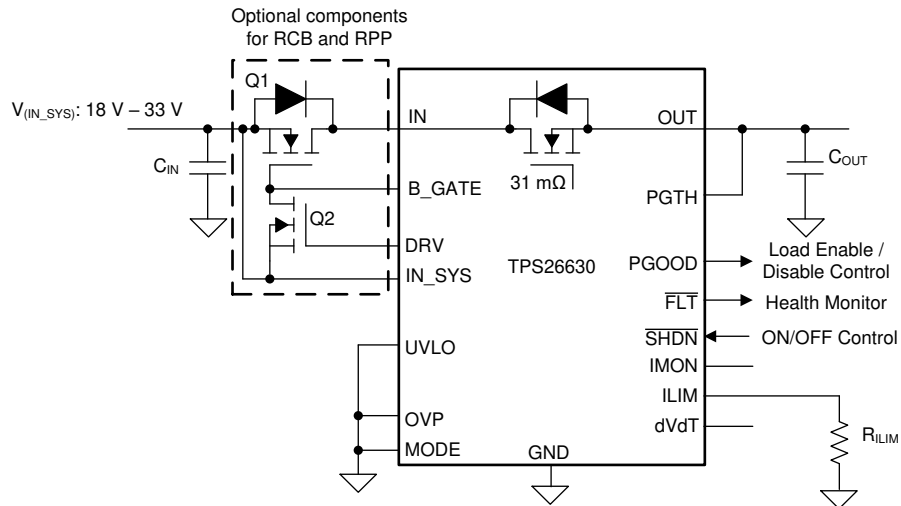 Optional components
for RCB and RPP
Q1
V(IN_SYS): 18 V – 33 V
IN
OUT
CIN
COUT
31 mΩ
B_GATE
PGTH
Q2
DRV
TPS26630
PGOOD
Load Enable /
Disable Control
IN_SYS
FLT
Health Monitor
SHDN
ON/OFF Control
UVLO
IMON
ILIM
OVP
dVdT
RILIM
MODE
GND